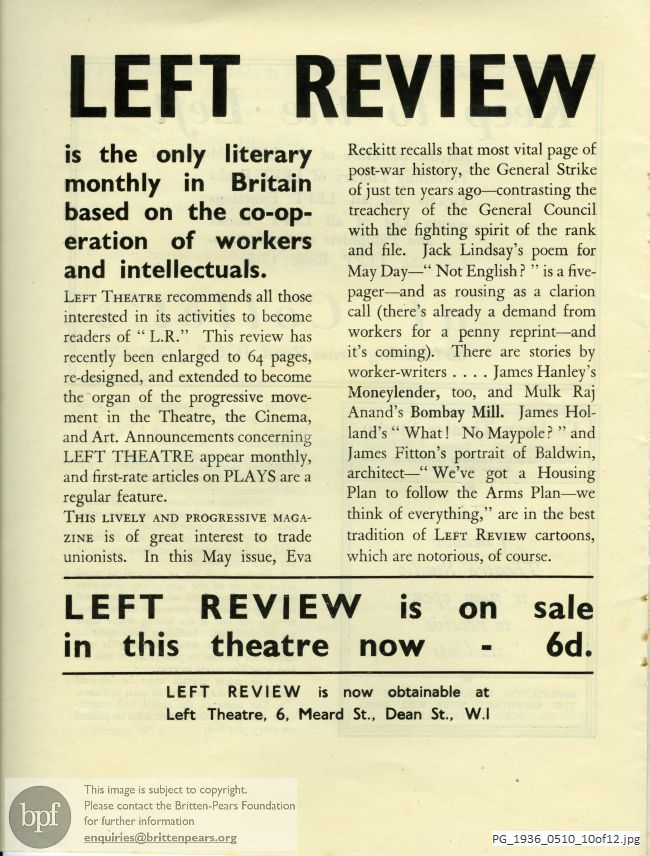 LEFT REVIEW
is the only literary
monthly in Britain
based on the co-op-
eration of workers
and intellectuals.
LEFT THEATRE recommends all those
interested in its activities to become
readers of “ L.R.” This review has
recently been enlarged to 64 pages,
re-designed, and extended to become
the organ of the progressive move-
ment in the Theatre, the Cinema,
and Art. Announcements concerning
LEFT THEATRE appear monthly,
and first-rate articles on PLAYS are a
regular feature.
THIS LIVELY AND PROGRESSIVE MAGA-
ZINE is of great interest to trade
unionists. In this May issue, Eva
Reckitt recalls that most vital page of
post-war history, the General Strike
of just ten years ago—contrasting the
treachery of the General Council
with the fighting spirit of the rank
and file. Jack Lindsay's poem for
May Day—“ Not English? ” is a five-
pager—and as rousing as a clarion
call (there's already a demand from
workers for a penny reprint—and
it's coming). There are stories by
worker-writers . . . . James Hanley's
Moneylender, too, and Mulk Raj
Anand's Bombay Mill. James Hol-
land's “ What! No Maypole? ” and
James Fitton's portrait of Baldwin,
architect—“ We've got a Housing
Plan to follow the Arms Plan—we
think of everything,” are in the best
tradition of LEFT REVIEW cartoons,
which are notorious, of course.
LEFT REVIEW is on sale
in this theatre now - 6d.
LEFT REVIEW is now obtainable at
Left Theatre, 6, Meard St., Dean St., W.I
bpf
This image is subject to copyright.
Please contact the Britten-Pears Foundation
for further information
enquiries@brittenpears.org
PG_1936_0510_10of12.jpg